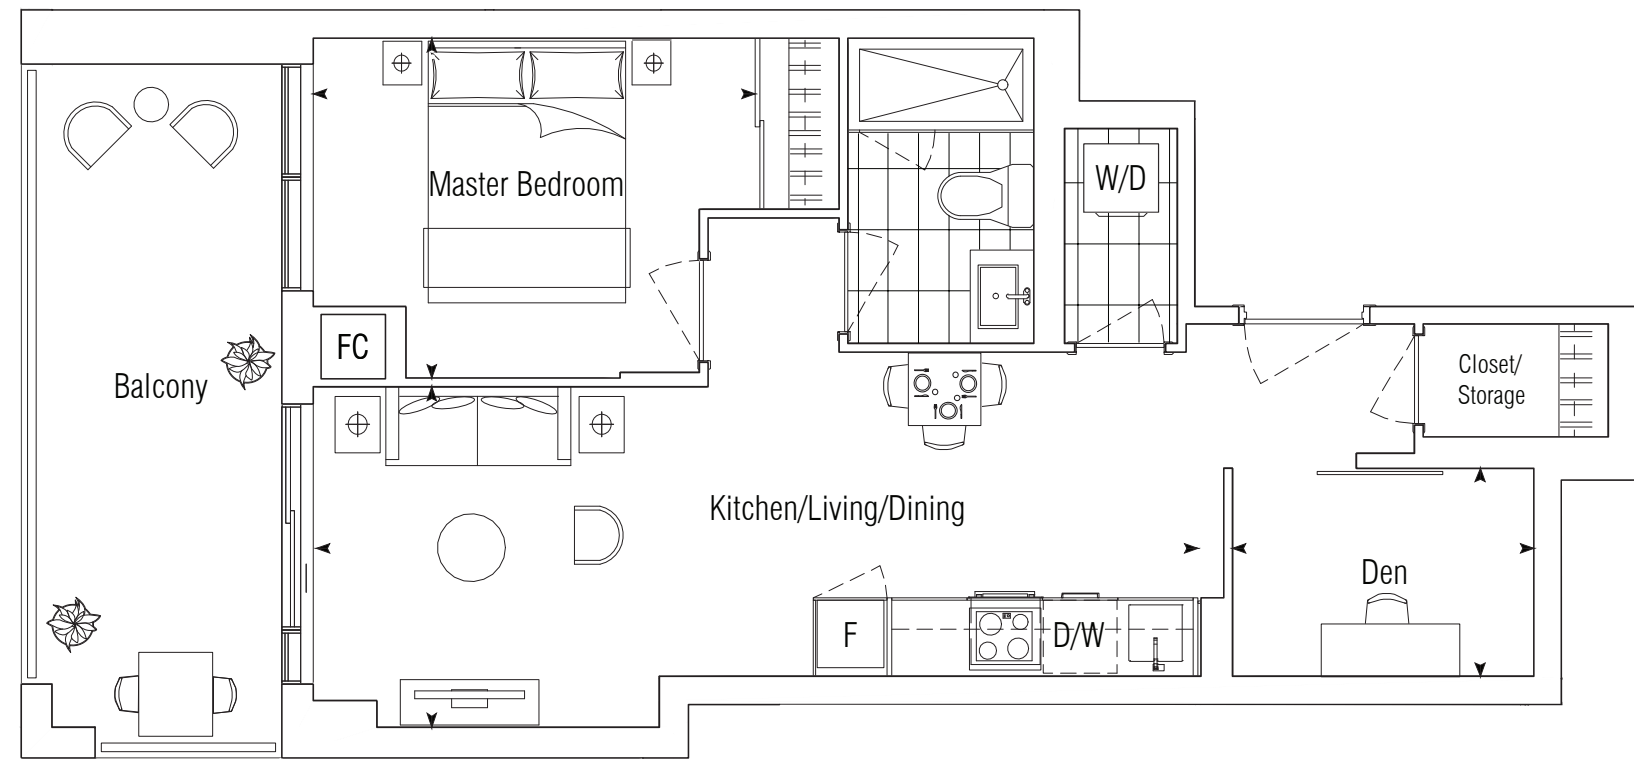 Master Bedroom
W/D
FC
Balcony
Closet/
Storage
Kitchen/Living/Dining
Den
F
D/W